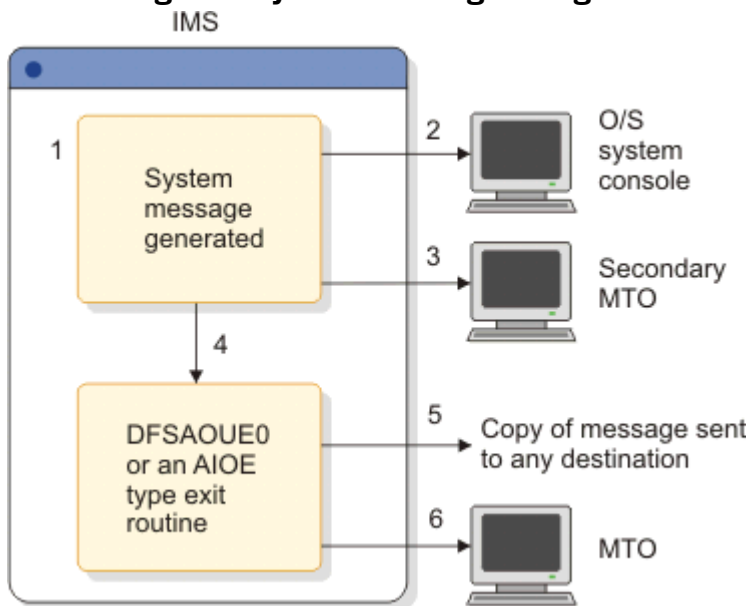 IMS
1
System
message
generated
2
O/S
system
console
3
Secondary
MTO
4
DFSAOUE0
or an AIOE
type exit
routine
5
Copy of message sent
to any destination
6
MTO